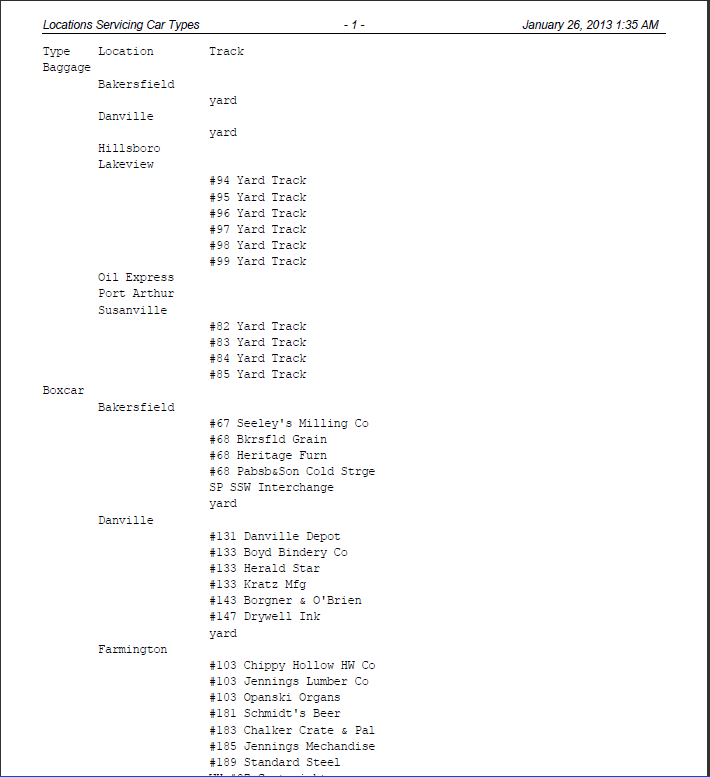 Locations Servicing Car Types - 1 - January 26, 2013 1:35 AM
Type Location Track
Baggage
Bakersfield
yard
Danville
yard
Hillsboro
Lakeview
#94 Yard Track
#95 Yard Track
#96 Yard Track
#97 Yard Track
#98 Yard Track
#99 Yard Track
Oil Express
Port Arthur
Susanville
#82 Yard Track
#83 Yard Track
#84 Yard Track
#85 Yard Track
Boxcar
Bakersfield
#67 Seeley's Milling Co
#68 Bkrsfld Grain
#68 Heritage Furn
#68 Pabsb&Son Cold Strge
SP SSW Interchange
yard
Danville
#131 Danville Depot
#133 Boyd Bindery Co
#133 Herald Star
#133 Kratz Mfg
#143 Borgner & O'Brien
#147 Drywell Ink
yard
Farmington
#103 Chippy Hollow HW Co
#103 Jennings Lumber Co
#103 Opanski Organs
#181 Schmidt's Beer
#183 Chalker Crate & Pal
#185 Jennings Mechandise
#189 Standard Steel